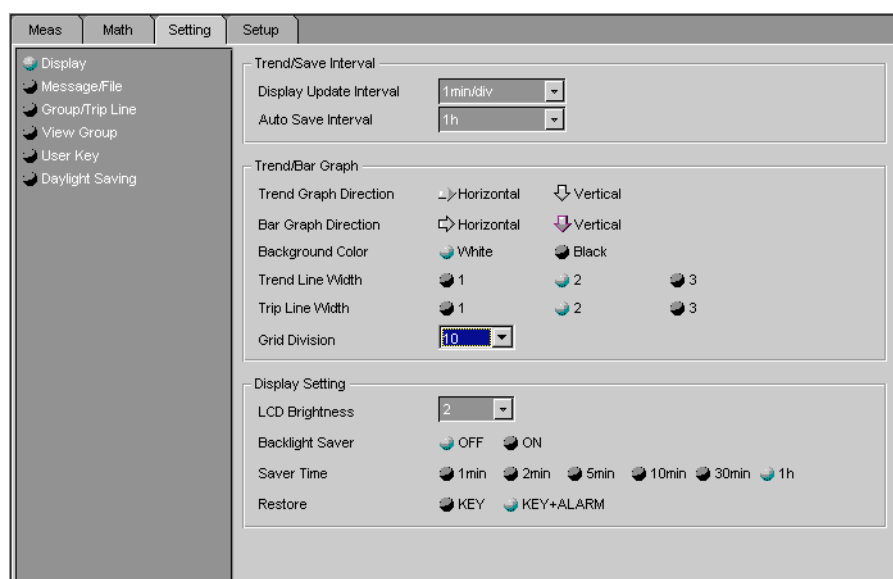 Meas Math Setting Setup
Display
Message/File
Group/Trip Line
View Group
User Key
Daylight Saving
Trend/Save Interval
Display Update Interval 1min/div
Auto Save Interval 1h
Trend/Bar Graph
Trend Graph Direction Horizontal Vertical
Bar Graph Direction Horizontal Vertical
Background Color White Black
Trend Line Width 1 2 3
Trip Line Width 1 2 3
Grid Division 10
Display Setting
LCD Brightness 2
Backlight Saver OFF ON
Saver Time 1min 2min 5min 10min 30min 1h
Restore KEY KEY+ALARM